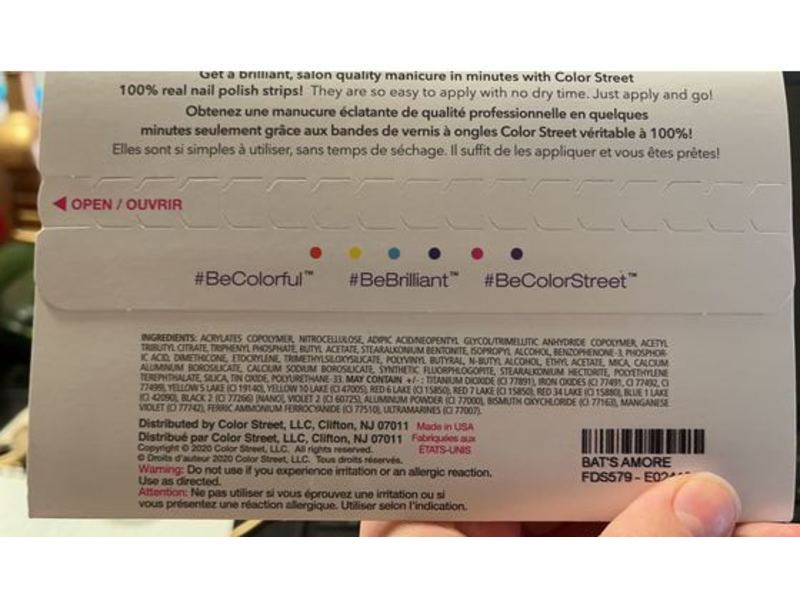 Get a brilliant, salon quality manicure in minutes with Color Street
100% real nail polish strips! They are so easy to apply with no dry time. Just apply and go!
Obtenez une manucure éclatante de qualité professionnelle en quelques
minutes seulement grâce aux bandes de vernis à ongles Color Street véritable à 100%!
Elles sont si simples à utiliser, sans temps de séchage. Il suffit de les appliquer et vous êtes prêtes!
OPEN / OUVRIR
#BeColorful™ #BeBrilliant™ #BeColorStreet™
INGREDIENTS: ACRYLATES COPOLYMER, NITROCELLULOSE, ADIPIC ACID/NEOPENTYL GLYCOL/TRIMELLITIC ANHYDRIDE COPOLYMER, ACETYL
TRIBUTYL CITRATE, TRIPHENYL PHOSPHATE, BUTYL ACETATE, STEARALKONIUM BENTONITE, ISOPROPYL ALCOHOL, BENZOPHENONE-3, PHOSPHOR-
IC ACID, DIMETHICONE, ETOCRYLENE, TRIMETHYLSILOXYSILICATE, POLYVINYL BUTYRAL, N-BUTYL ALCOHOL, ETHYL ACETATE, MICA, CALCIUM
ALUMINUM BOROSILICATE, CALCIUM SODIUM BOROSILICATE, SYNTHETIC FLUORPHLOGOPITE, STEARALKONIUM HECTORITE, POLYETHYLENE
TEREPHTHALATE, SILICA, TIN OXIDE, POLYURETHANE-33. MAY CONTAIN +/-: TITANIUM DIOXIDE (CI 77891), IRON OXIDES (CI 77491, CI 77492, CI
77499), YELLOW 5 LAKE (CI 19140), YELLOW 10 LAKE (CI 47005), RED 6 LAKE (CI 15850), RED 7 LAKE (CI 15850), RED 34 LAKE (CI 15880), BLUE 1 LAKE
(CI 42090), BLACK 2 (CI 77266) [NANO], VIOLET 2 (CI 60725), ALUMINUM POWDER (CI 77000), BISMUTH OXYCHLORIDE (CI 77163), MANGANESE
VIOLET (CI 77742), FERRIC AMMONIUM FERROCYANIDE (CI 77510), ULTRAMARINES (CI 77007).
Distributed by Color Street, LLC, Clifton, NJ 07011 Made in USA
Distribué par Color Street, LLC, Clifton, NJ 07011 Fabriquées aux
Copyright © 2020 Color Street, LLC. All rights reserved. ÉTATS-UNIS
© Droits d'auteur 2020 Color Street, LLC. Tous droits réservés.
Warning: Do not use if you experience irritation or an allergic reaction.
Use as directed.
Attention: Ne pas utiliser si vous éprouvez une irritation ou si
vous présentez une réaction allergique. Utiliser selon l'indication.
BAT'S AMORE
FDS579 -